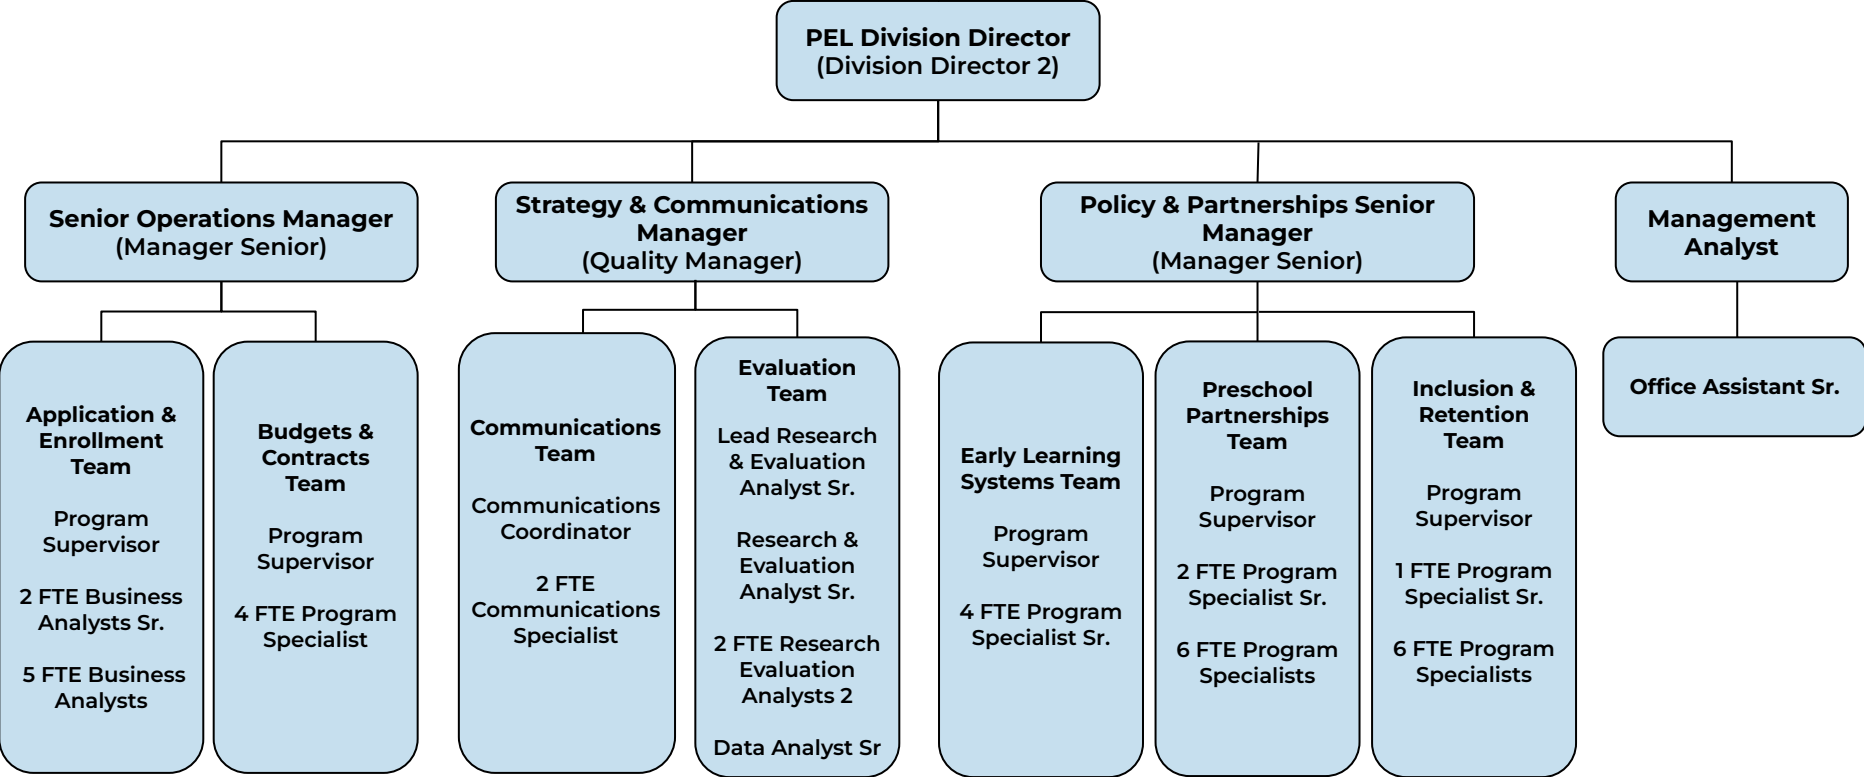 PEL Division Director
(Division Director 2)
Senior Operations Manager
(Manager Senior)
Strategy & Communications
Manager
(Quality Manager)
Policy & Partnerships Senior
Manager
(Manager Senior)
Management
Analyst
Application &
Enrollment
Team
Program
Supervisor
2 FTE Business
Analysts Sr.
5 FTE Business
Analysts
Budgets &
Contracts
Team
Program
Supervisor
4 FTE Program
Specialist
Communications
Team
Communications
Coordinator
2 FTE
Communications
Specialist
Evaluation
Team
Lead Research
& Evaluation
Analyst Sr.
Research &
Evaluation
Analyst Sr.
2 FTE Research
Evaluation
Analysts 2
Data Analyst Sr
Early Learning
Systems Team
Program
Supervisor
4 FTE Program
Specialist Sr.
Preschool
Partnerships
Team
Program
Supervisor
2 FTE Program
Specialist Sr.
6 FTE Program
Specialists
Inclusion &
Retention
Team
Program
Supervisor
1 FTE Program
Specialist Sr.
6 FTE Program
Specialists
Office Assistant Sr.